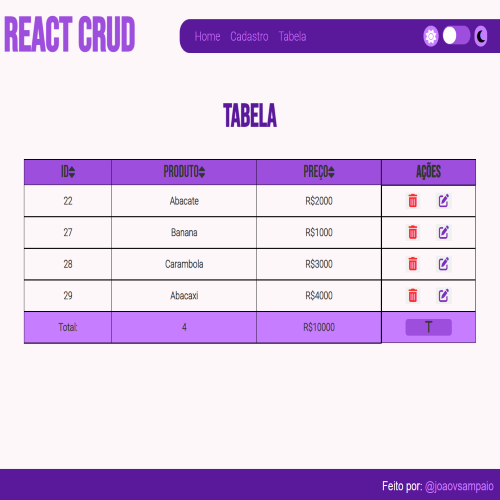 REACT CRUD
Home Cadastro Tabela
TABELA
ID PRODUTO PREÇO AÇÕES
22 Abacate R$2000
27 Banana R$1000
28 Carambola R$3000
29 Abacaxi R$4000
Total: 4 R$10000 T
Feito por: @joaovsampaio